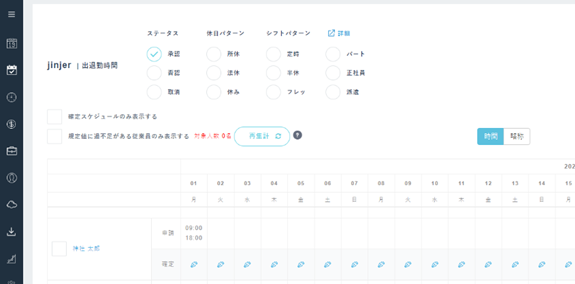 ステータス 休日パターン シフトパターン 詳細
承認 所休 定時 パート
jinjer | 出退勤時間
否認 法休 半休 正社員
取消 休み フレッ 派遣
確定スケジュールのみ表示する
規定値に過不足がある従業員のみ表示する 対象人数 0名 再集計 ?
時間 種称
202
01 02 03 04 05 06 07 08 09 10 11 12 13 14 15
月 火 水 木 金 土 日 月 火 水 木 金 土 日 月
申請 09:00
18:00
神社 太郎
確定